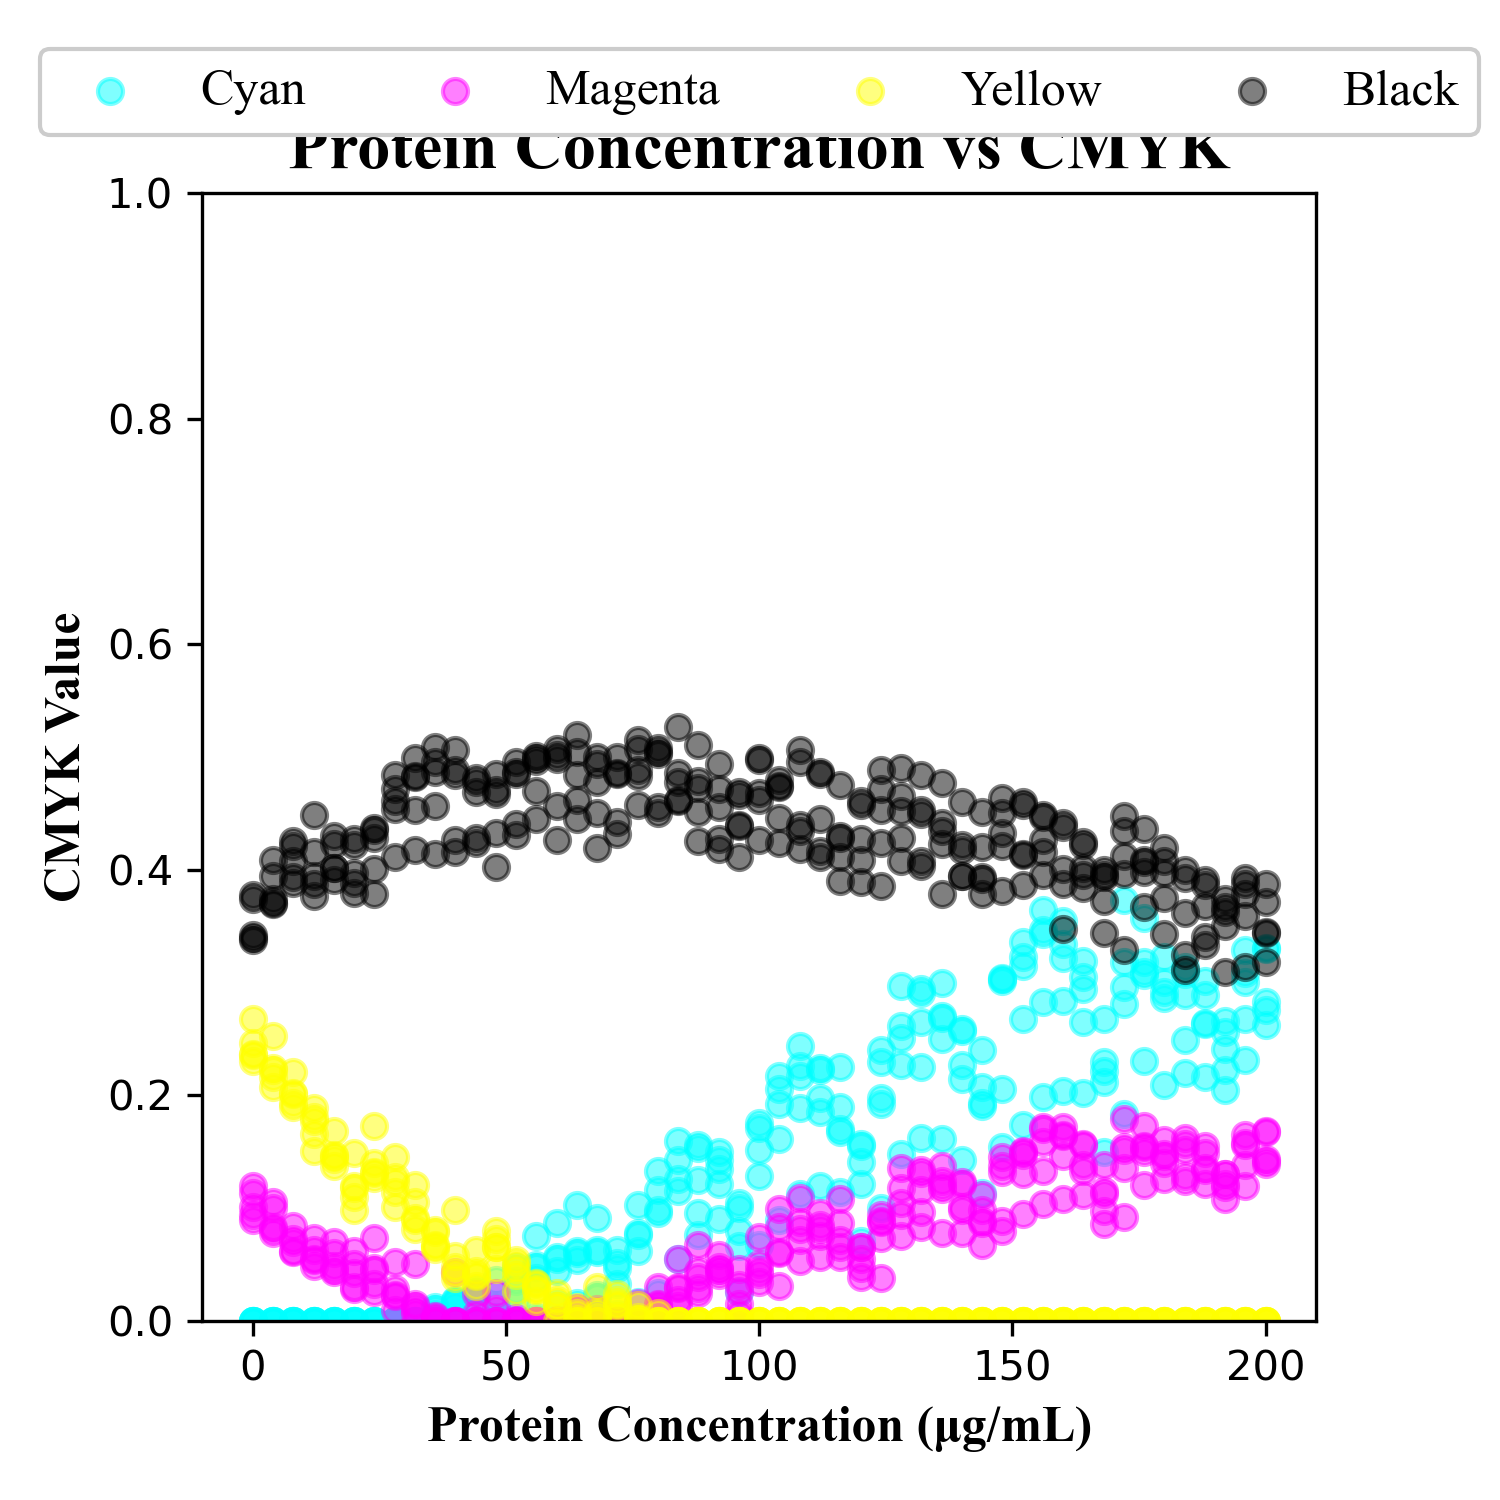 Cyan Magenta Yellow Black
Protein Concentration vs CMYK
1.0
0.8
0.6
0.4
0.2
0.0
CMYK Value
0 50 100 150 200
Protein Concentration (μg/mL)